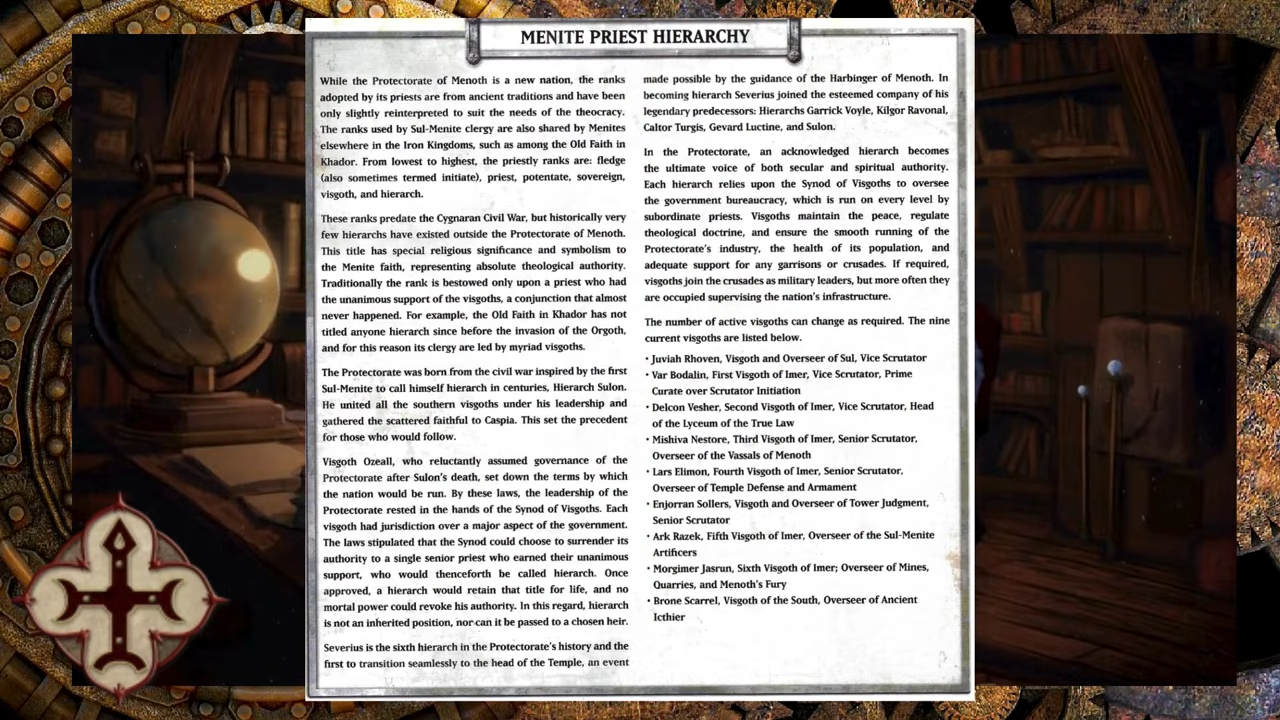 MENITE PRIEST HIERARCHY
While the Protectorate of Menoth is a new nation, the ranks
adopted by its priests are from ancient traditions and have been
only slightly reinterpreted to suit the needs of the theocracy.
The ranks used by Sul-Menite clergy are also shared by Menites
elsewhere in the Iron Kingdoms, such as among the Old Faith in
Khador. From lowest to highest, the priestly ranks are: fledge
(also sometimes termed initiate), priest, potentate, sovereign,
visgoth, and hierarch.
These ranks predate the Cygnaran Civil War, but historically very
few hierarchs have existed outside the Protectorate of Menoth.
This title has special religious significance and symbolism to
the Menite faith, representing absolute theological authority.
Traditionally the rank is bestowed only upon a priest who had
the unanimous support of the visgoths, a conjunction that almost
never happened. For example, the Old Faith in Khador has not
titled anyone hierarch since before the invasion of the Orgoth,
and for this reason its clergy are led by myriad visgoths.
The Protectorate was born from the civil war inspired by the first
Sul-Menite to call himself hierarch in centuries, Hierarch Sulon.
He united all the southern visgoths under his leadership and
gathered the scattered faithful to Caspia. This set the precedent
for those who would follow.
Visgoth Ozeall, who reluctantly assumed governance of the
Protectorate after Sulon's death, set down the terms by which
the nation would be run. By these laws, the leadership of the
Protectorate rested in the hands of the Synod of Visgoths. Each
visgoth had jurisdiction over a major aspect of the government.
The laws stipulated that the Synod could choose to surrender its
authority to a single senior priest who earned their unanimous
support, who would thenceforth be called hierarch. Once
approved, a hierarch would retain that title for life, and no
mortal power could revoke his authority. In this regard, hierarch
is not an inherited position, nor can it be passed to a chosen heir.
Severius is the sixth hierarch in the Protectorate's history and the
first to transition seamlessly to the head of the Temple, an event
made possible by the guidance of the Harbinger of Menoth. In
becoming hierarch Severius joined the esteemed company of his
legendary predecessors: Hierarchs Garrick Voyle, Kilgor Ravonal,
Caltor Turgis, Gevard Luctine, and Sulon.
In the Protectorate, an acknowledged hierarch becomes
the ultimate voice of both secular and spiritual authority.
Each hierarch relies upon the Synod of Visgoths to oversee
the government bureaucracy, which is run on every level by
subordinate priests. Visgoths maintain the peace, regulate
theological doctrine, and ensure the smooth running of the
Protectorate's industry, the health of its population, and
adequate support for any garrisons or crusades. If required,
visgoths join the crusades as military leaders, but more often they
are occupied supervising the nation's infrastructure.
The number of active visgoths can change as required. The nine
current visgoths are listed below.
• Juviah Rhoven, Visgoth and Overseer of Sul, Vice Scrutator
• Var Bodalin, First Visgoth of Imer, Vice Scrutator, Prime
Curate over Scrutator Initiation
• Delcon Vesher, Second Visgoth of Imer, Vice Scrutator, Head
of the Lyceum of the True Law
• Mishiva Nestore, Third Visgoth of Imer, Senior Scrutator,
Overseer of the Vassals of Menoth
• Lars Elimon, Fourth Visgoth of Imer, Senior Scrutator,
Overseer of Temple Defense and Armament
• Enjorran Sollers, Visgoth and Overseer of Tower Judgment,
Senior Scrutator
• Ark Razek, Fifth Visgoth of Imer, Overseer of the Sul-Menite
Artificers
• Morgimer Jasrun, Sixth Visgoth of Imer; Overseer of Mines,
Quarries, and Menoth's Fury
• Brone Scarrel, Visgoth of the South, Overseer of Ancient
Icthier